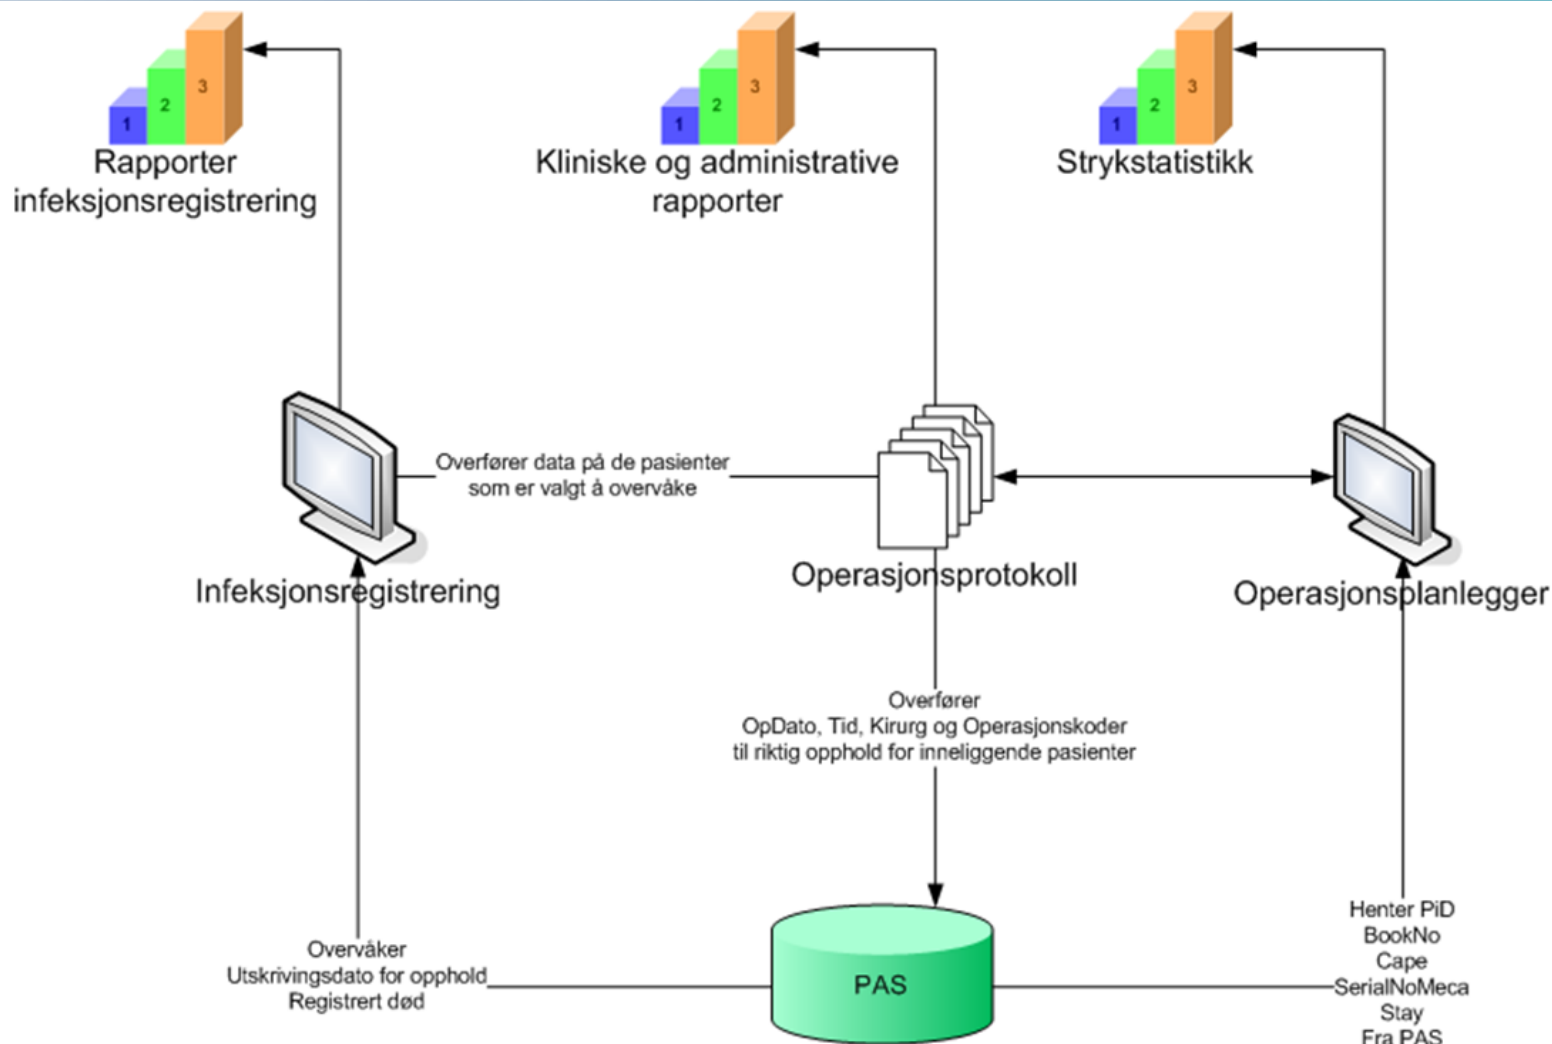 1
2
3
Rapporter
infeksjonsregistrering
1
2
3
Kliniske og administrative
rapporter
1
2
3
Strykstatistikk
Overfører data på de pasienter
som er valgt å overvåke
Infeksjonsregistrering
Operasjonsprotokoll
Operasjonsplanlegger
Overfører
OpDato, Tid, Kirurg og Operasjonskoder
til riktig opphold for inneliggende pasienter
Overvåker
Utskrivingsdato for opphold
Registrert død
PAS
Henter PiD
BookNo
Cape
SerialNoMeca
Stay
Fra PAS